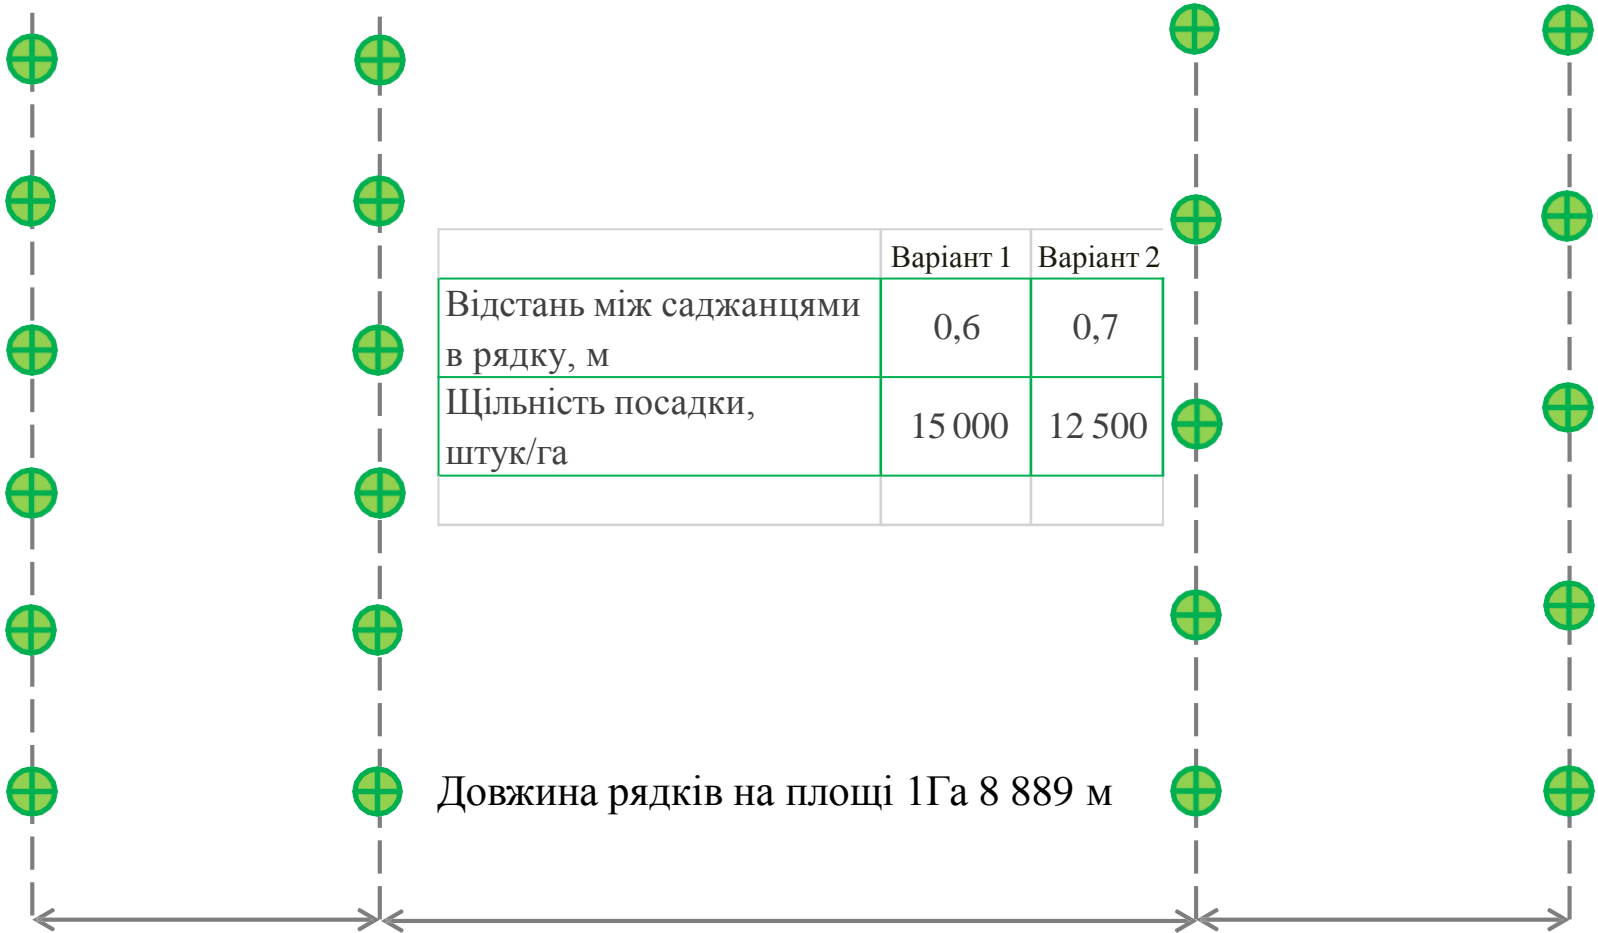 Варіант 1 Варіант 2
Відстань між саджанцями
в рядку, м
0,6 0,7
Щільність посадки,
штук/га
15 000 12 500
Довжина рядків на площі 1Га 8 889 м